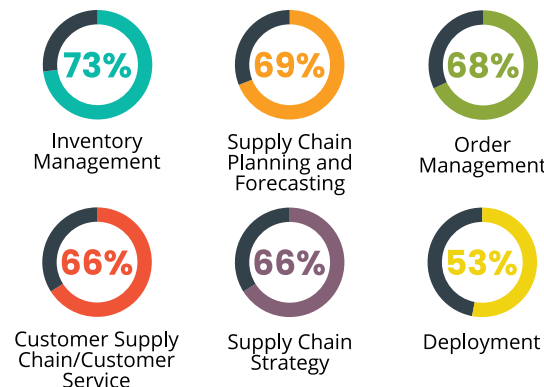 73%
69%
68%
Inventory
Management
Supply Chain
Planning and
Forecasting
Order
Management
66%
66%
53%
Customer Supply
Chain/Customer
Service
Supply Chain
Strategy
Deployment